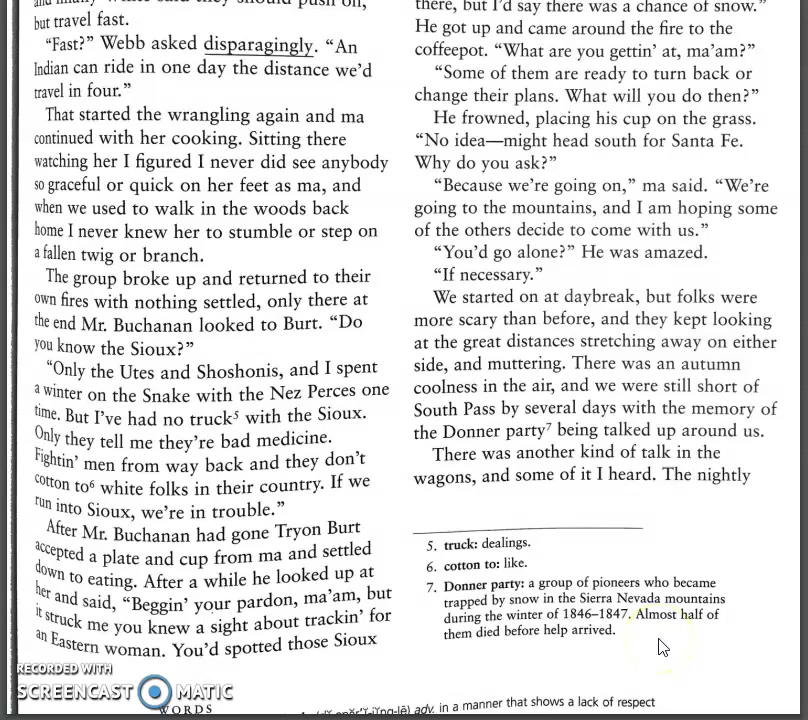 but travel fast.
"Fast?" Webb asked disparagingly. "An
Indian can ride in one day the distance we'd
travel in four."
That started the wrangling again and ma
continued with her cooking. Sitting there
watching her I figured I never did see anybody
so graceful or quick on her feet as ma, and
when we used to walk in the woods back
home I never knew her to stumble or step on
a fallen twig or branch.
The group broke up and returned to their
own fires with nothing settled, only there at
the end Mr. Buchanan looked to Burt. "Do
you know the Sioux?"
"Only the Utes and Shoshonis, and I spent
a winter on the Snake with the Nez Perces one
time. But I've had no truck5 with the Sioux.
Only they tell me they're bad medicine.
Fightin' men from way back and they don't
cotton to6 white folks in their country. If we
run into Sioux, we're in trouble."
After Mr. Buchanan had gone Tryon Burt
accepted a plate and cup from ma and settled
down to eating. After a while he looked up at
her and said, "Beggin' your pardon, ma'am, but
it struck me you knew a sight about trackin' for
an Eastern woman. You'd spotted those Sioux
there, but I'd say there was a chance of snow."
He got up and came around the fire to the
coffeepot. "What are you gettin' at, ma'am?"
"Some of them are ready to turn back or
change their plans. What will you do then?"
He frowned, placing his cup on the grass.
"No idea—might head south for Santa Fe.
Why do you ask?"
"Because we're going on," ma said. "We're
going to the mountains, and I am hoping some
of the others decide to come with us."
"You'd go alone?" He was amazed.
"If necessary."
We started on at daybreak, but folks were
more scary than before, and they kept looking
at the great distances stretching away on either
side, and muttering. There was an autumn
coolness in the air, and we were still short of
South Pass by several days with the memory of
the Donner party7 being talked up around us.
There was another kind of talk in the
wagons, and some of it I heard. The nightly
5. truck: dealings.
6. cotton to: like.
7. Donner party: a group of pioneers who became
trapped by snow in the Sierra Nevada mountains
during the winter of 1846–1847. Almost half of
them died before help arrived.
RECORDED WITH
SCREENCAST O MATIC
WORDS
adv. in a manner that shows a lack of respect